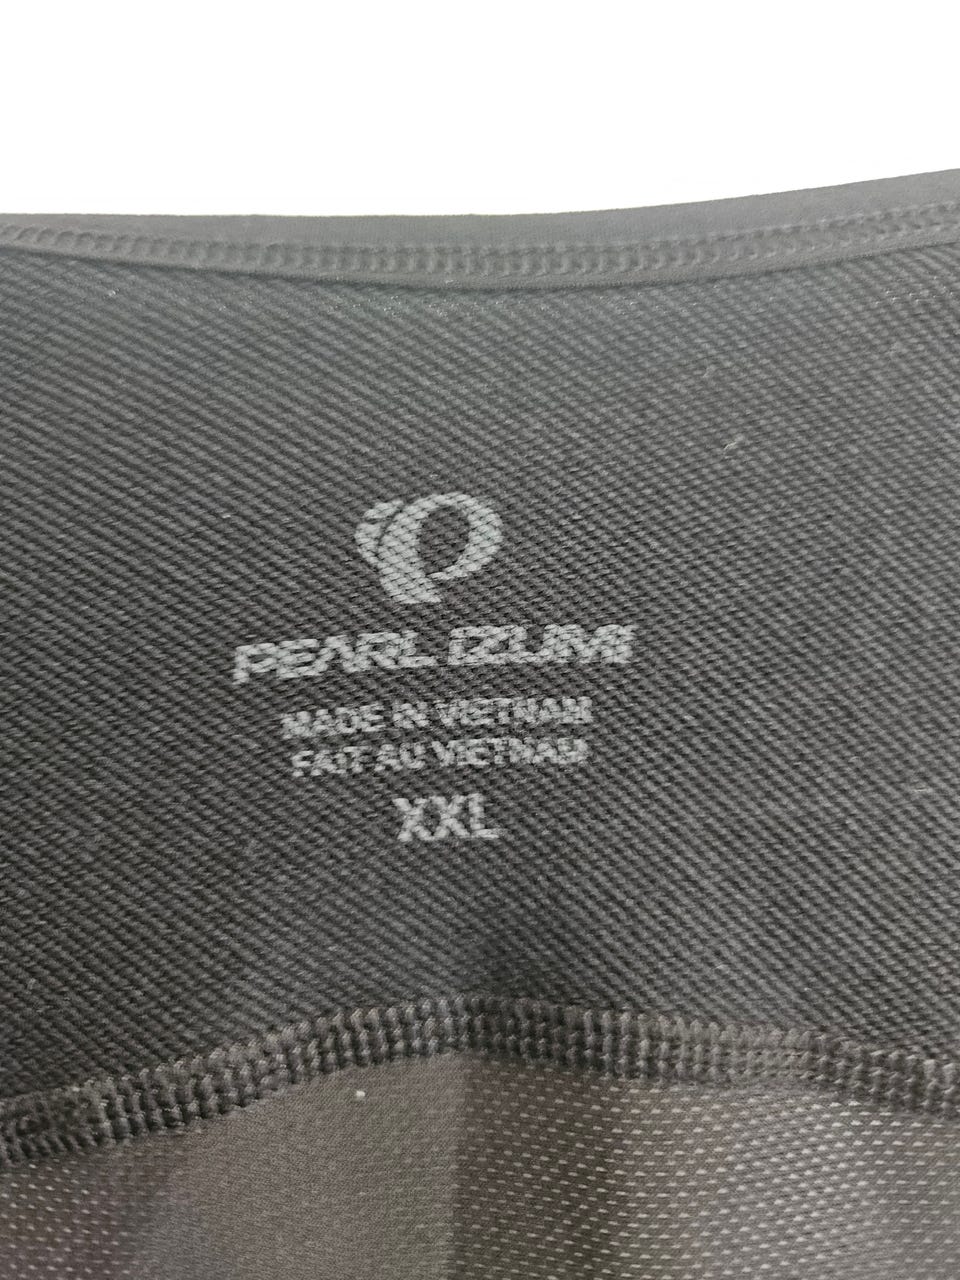 PEARL IZUMI
MADE IN VIETNAM
FAIT AU VIETNAM
XXL